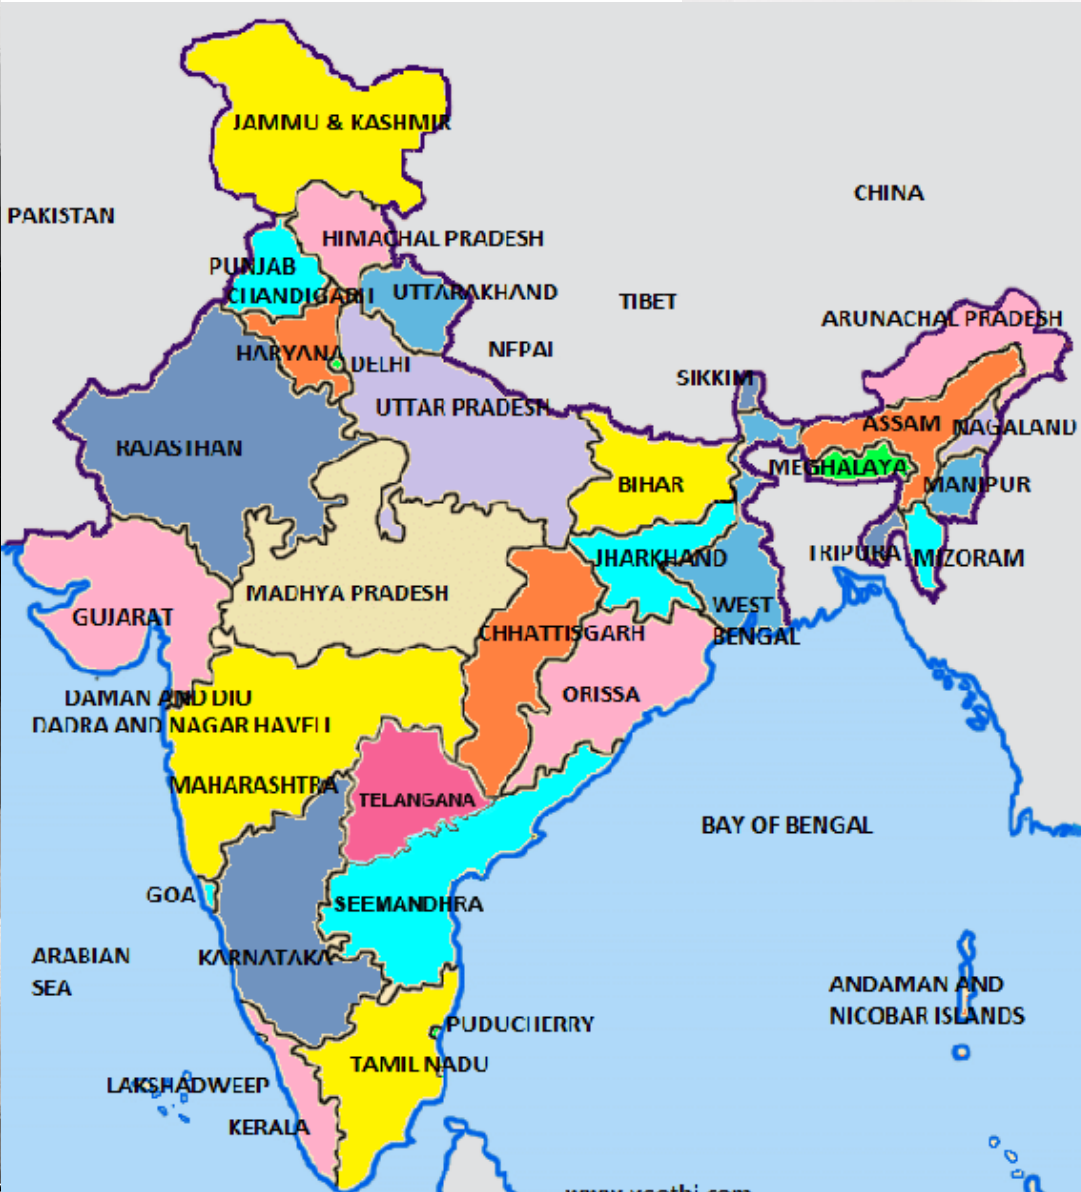 JAMMU & KASHMIR
CHINA
PAKISTAN
HIMACHAL PRADESH
PUNJAB
CHANDIGARH
UTTARAKHAND
TIBET
ARUNACHAL PRADESH
HARYANA
DELHI
NEPAL
SIKKIM
UTTAR PRADESH
ASSAM
NAGALAND
RAJASTHAN
MEGHALAYA
BIHAR
MANIPUR
JHARKHAND
TRIPURA
MIZORAM
MADHYA PRADESH
GUJARAT
WEST
BENGAL
CHHATTISGARH
ORISSA
DAMAN AND DIU
DADRA AND NAGAR HAVELI
MAHARASHTRA
TELANGANA
BAY OF BENGAL
GOA
SEEMANDHRA
ARABIAN
SEA
KARNATAKA
ANDAMAN AND
NICOBAR ISLANDS
PUDUCHERRY
TAMIL NADU
LAKSHADWEEP
KERALA